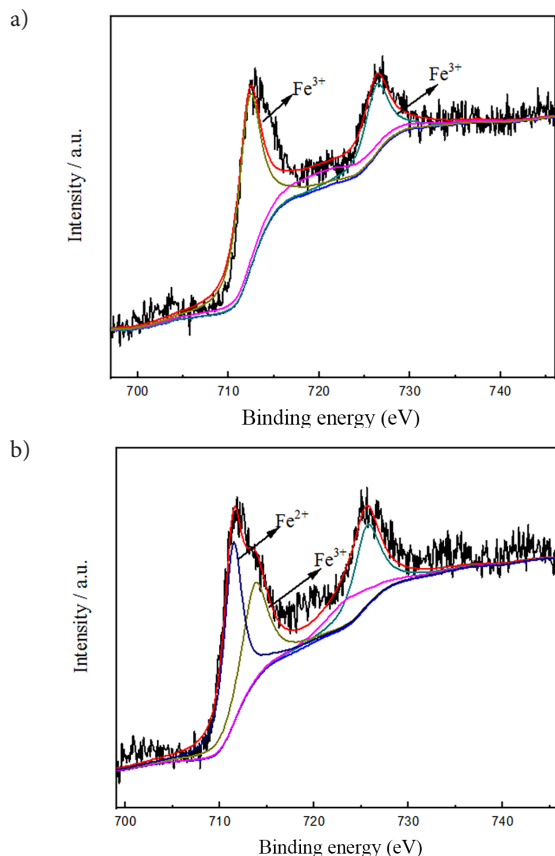 a)
Fe3+
Fe3+
Intensity / a.u.
700 710 720 730 740
Binding energy (eV)
b)
Fe2+
Fe3+
Intensity / a.u.
700 710 720 730 740
Binding energy (eV)